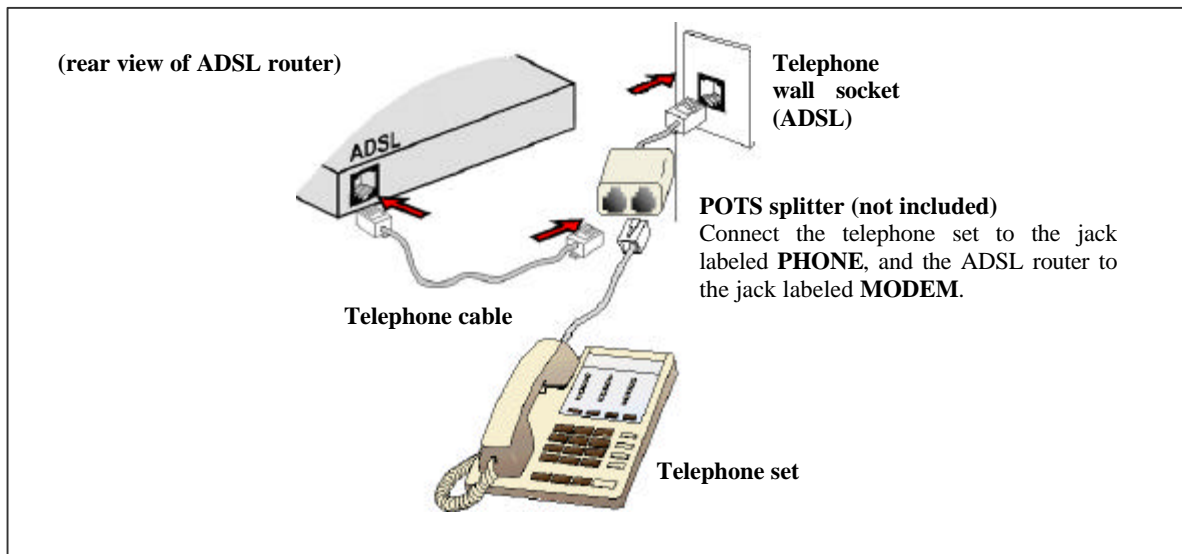 (rear view of ADSL router)
Telephone
wall socket
(ADSL)
ADSL
POTS splitter (not included)
Connect the telephone set to the jack
labeled PHONE, and the ADSL router to
the jack labeled MODEM.
Telephone cable
Telephone set